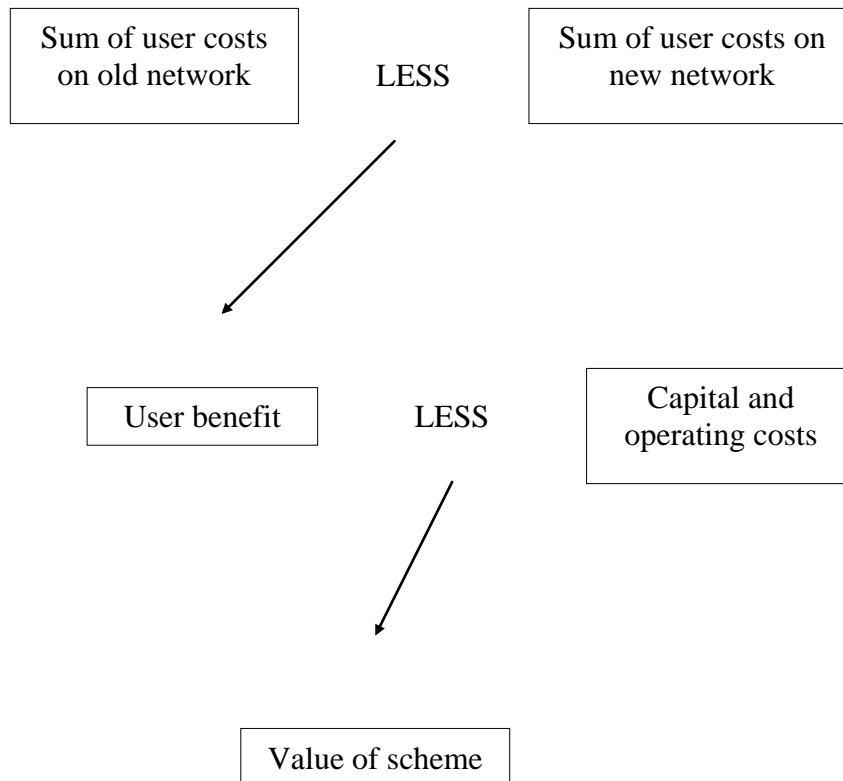 Sum of user costs
on old network
LESS
Sum of user costs on
new network
User benefit
LESS
Capital and
operating costs
Value of scheme